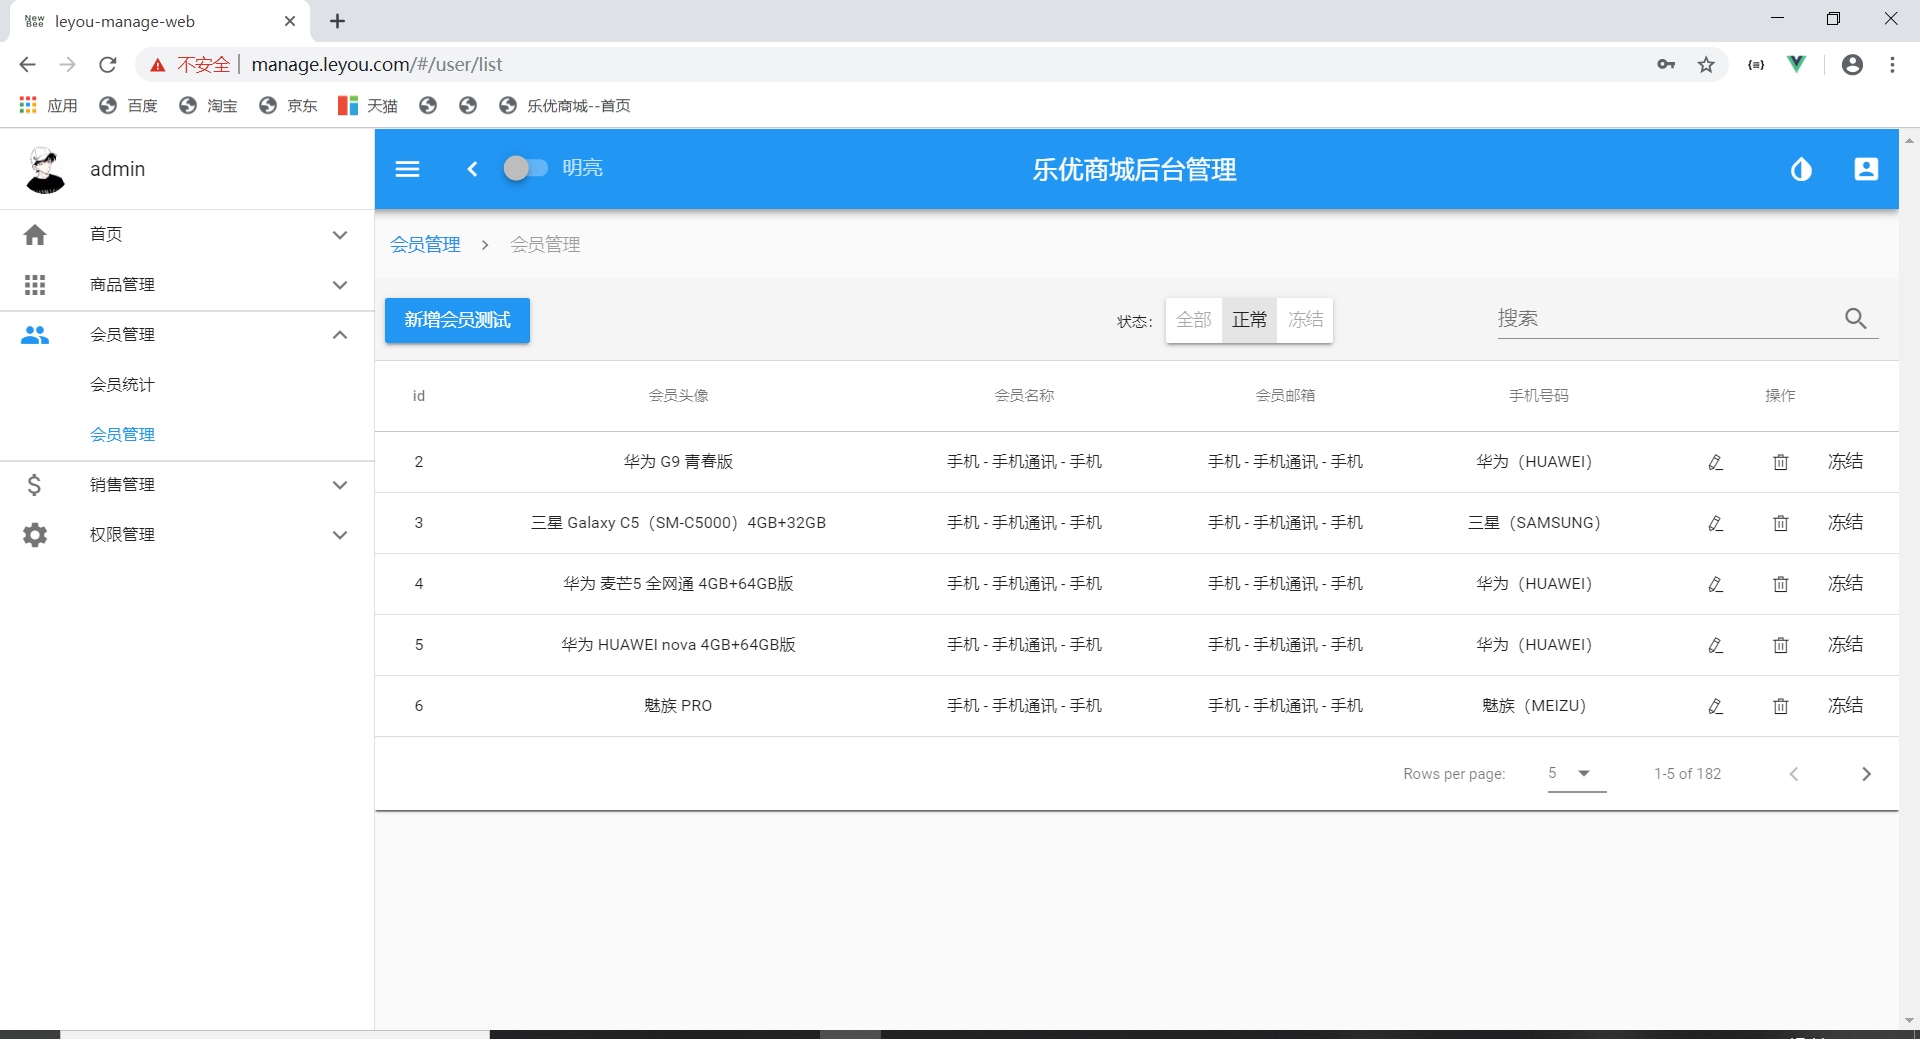 New Bee leyou-manage-web
不安全 manage.leyou.com/#/user/list
应用 百度 淘宝 京东 天猫 乐优商城--首页
admin
明亮 乐优商城后台管理
首页
商品管理
会员管理
会员统计
会员管理
销售管理
权限管理
会员管理 > 会员管理
新增会员测试 状态： 全部 正常 冻结 搜索
id 会员头像 会员名称 会员邮箱 手机号码 操作
2 华为 G9 青春版 手机 - 手机通讯 - 手机 手机 - 手机通讯 - 手机 华为（HUAWEI） 冻结
3 三星 Galaxy C5（SM-C5000）4GB+32GB 手机 - 手机通讯 - 手机 手机 - 手机通讯 - 手机 三星（SAMSUNG） 冻结
4 华为 麦芒5 全网通 4GB+64GB版 手机 - 手机通讯 - 手机 手机 - 手机通讯 - 手机 华为（HUAWEI） 冻结
5 华为 HUAWEI nova 4GB+64GB版 手机 - 手机通讯 - 手机 手机 - 手机通讯 - 手机 华为（HUAWEI） 冻结
6 魅族 PRO 手机 - 手机通讯 - 手机 手机 - 手机通讯 - 手机 魅族（MEIZU） 冻结
Rows per page: 5 1-5 of 182